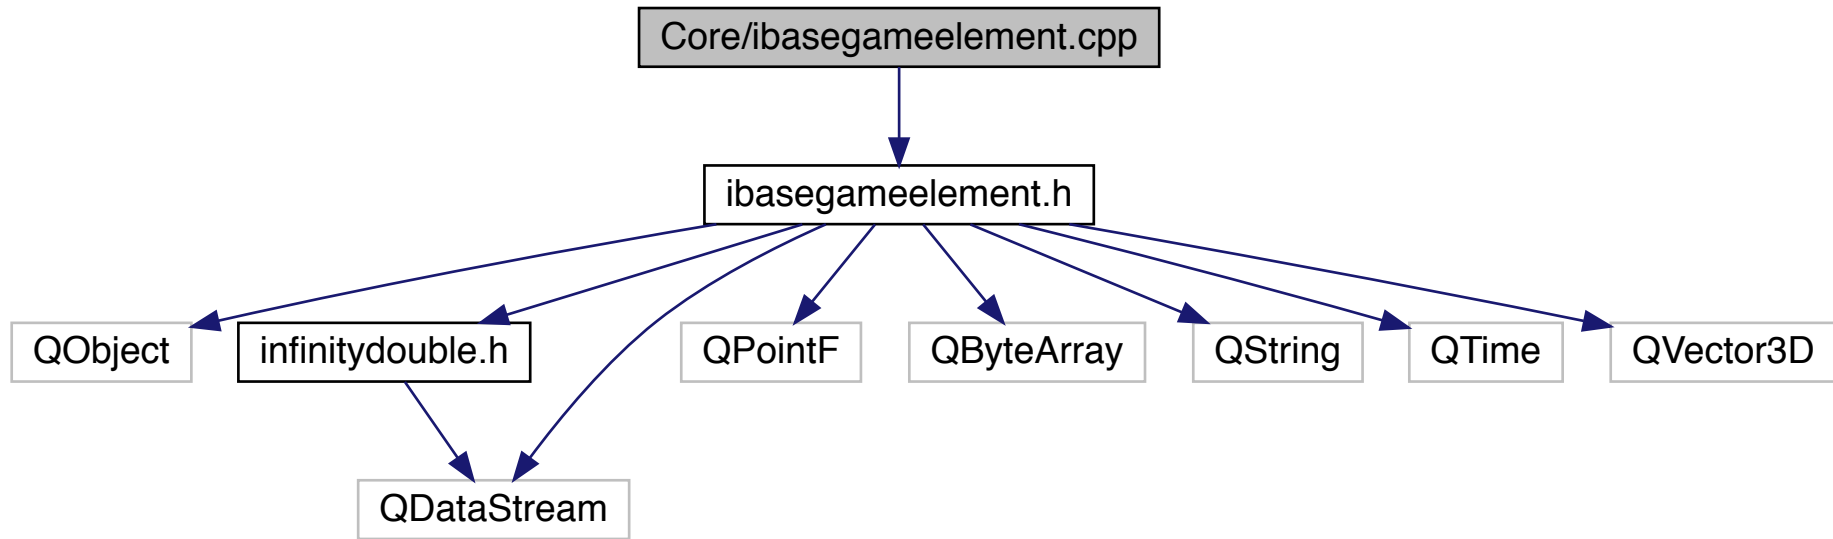 Core/ibasegameelement.cpp
ibasegameelement.h
QObject
infinitydouble.h
QPointF
QByteArray
QString
QTime
QVector3D
QDataStream